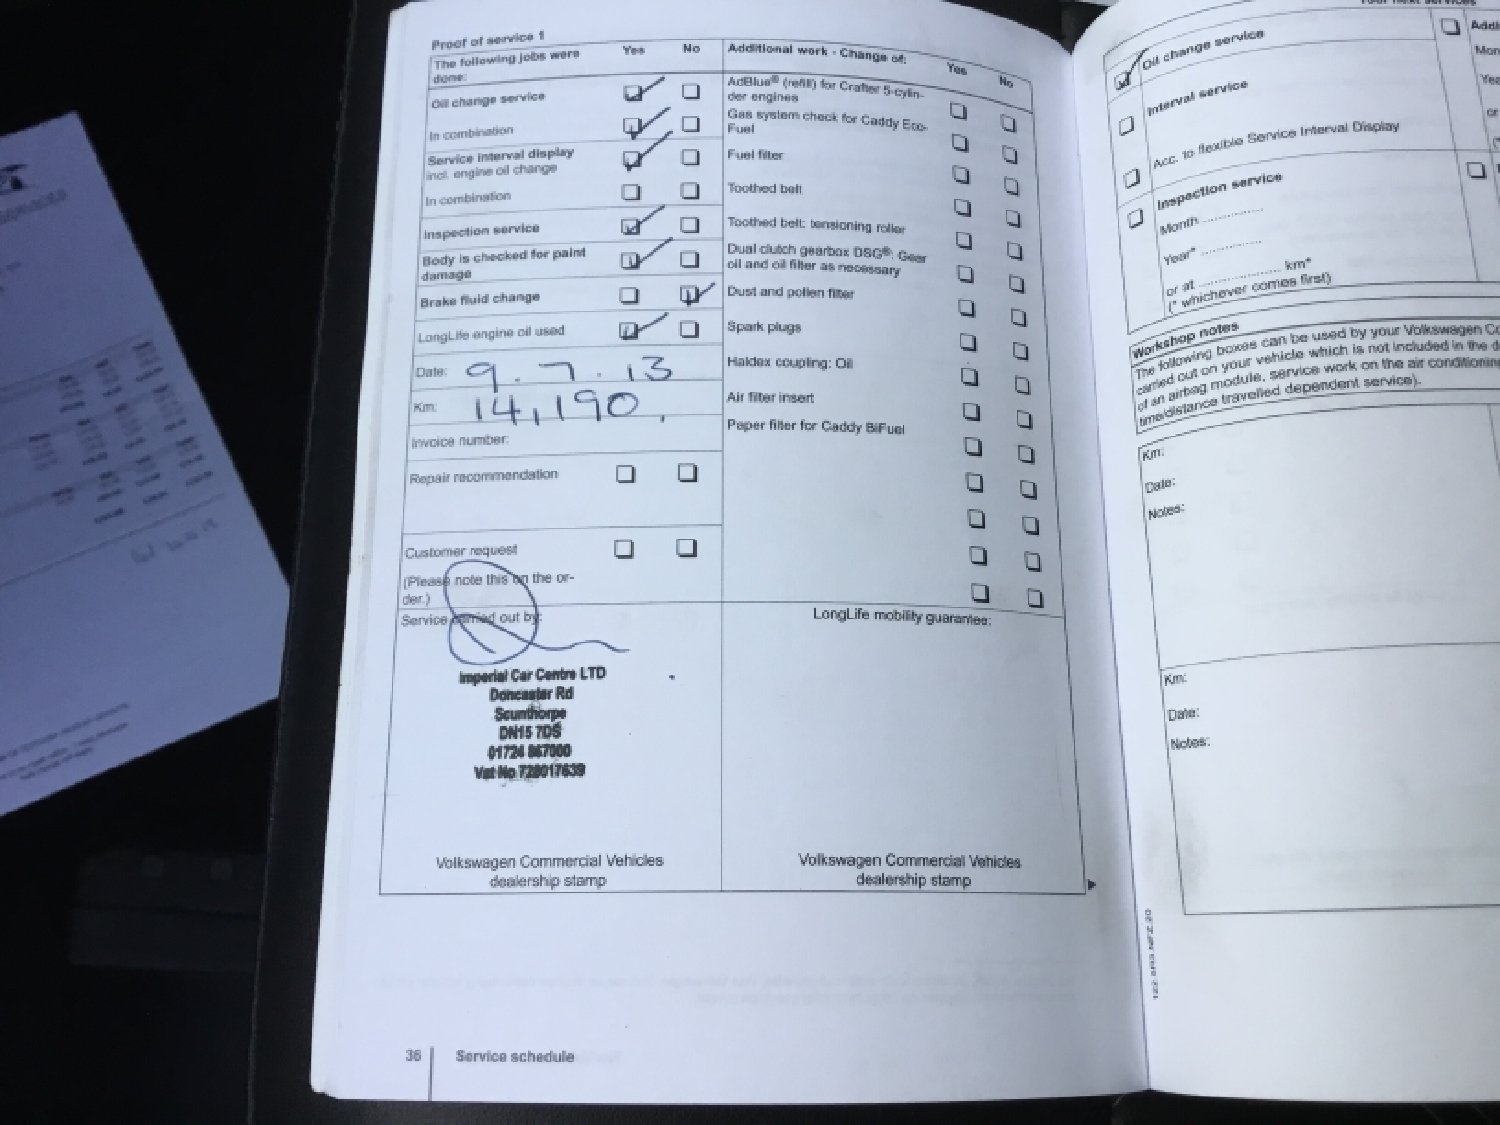 Proof of service 1
The following jobs were
done:
Yes
No
Oil change service
In combination
Service interval display
incl. engine oil change
In combination
Inspection service
Body is checked for paint
damage
Brake fluid change
LongLife engine oil used
Date: 9.7.13
Km: 14,190
Invoice number:
Repair recommendation
Customer request
(Please note this on the or-
der.)
Service carried out by:
Imperial Car Centre LTD
Doncaster Rd
Scunthorpe
DN15 7DS
01724 867000
Vat No 728017639
Volkswagen Commercial Vehicles
dealership stamp
Additional work - Change of:
Yes
No
AdBlue® (refill) for Crafter 5-cylin-
der engines
Gas system check for Caddy Eco-
Fuel
Fuel filter
Toothed belt
Toothed belt: tensioning roller
Dual clutch gearbox DSG®: Gear
oil and oil filter as necessary
Dust and pollen filter
Spark plugs
Haldex coupling: Oil
Air filter insert
Paper filter for Caddy BiFuel
LongLife mobility guarantee:
Volkswagen Commercial Vehicles
dealership stamp
36
Service schedule
Oil change service
Interval service
Acc. to flexible Service Interval Display
Inspection service
Month
Year*
or at .................... km*
(* whichever comes first)
Workshop notes
The following boxes can be used by your Volkswagen
carried out on your vehicle which is not included in the
of an airbag module, service work on the air conditioning
time/distance travelled dependent service).
Km:
Date:
Notes:
Km:
Date:
Notes: